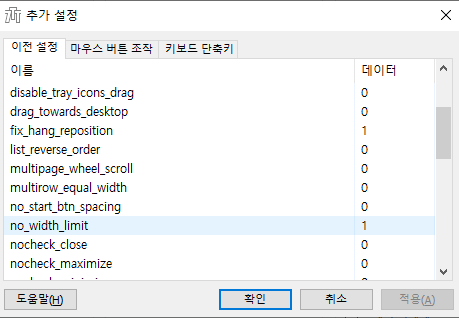 추가 설정
이전 설정 마우스 버튼 조작 키보드 단축키
이름 데이터
disable_tray_icons_drag 0
drag_towards_desktop 0
fix_hang_reposition 1
list_reverse_order 0
multipage_wheel_scroll 0
multirow_equal_width 0
no_start_btn_spacing 0
no_width_limit 1
nocheck_close 0
nocheck_maximize 0
도움말(H) 확인 취소 적용(A)